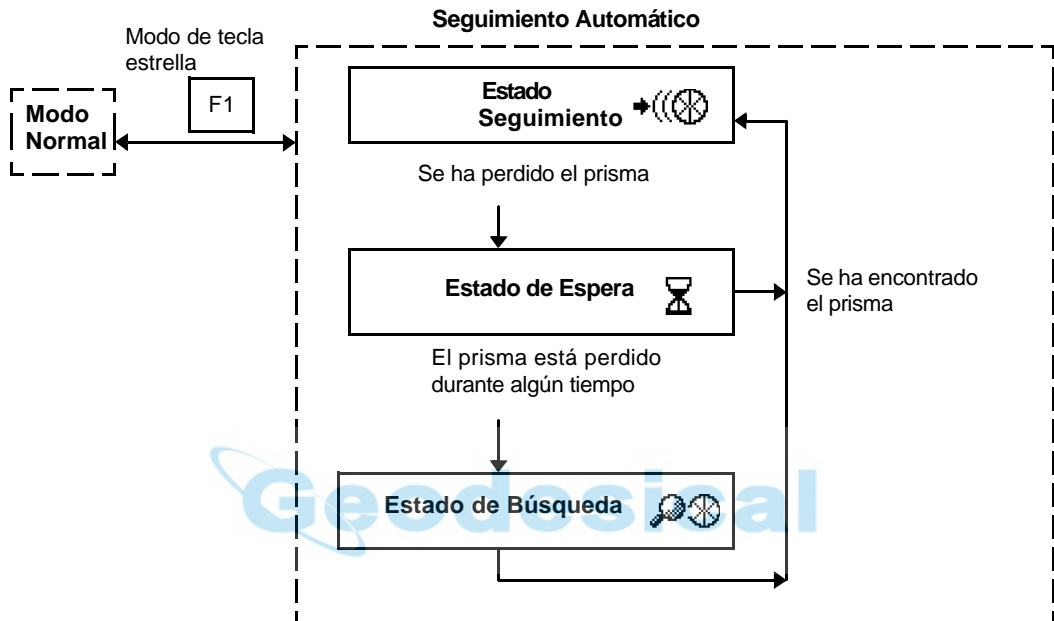 Seguimiento Automático
Modo de tecla
estrella
F1
Modo
Normal
Estado
Seguimiento
Se ha perdido el prisma
Estado de Espera
Se ha encontrado
el prisma
El prisma está perdido
durante algún tiempo
Estado de Búsqueda
Geodesical